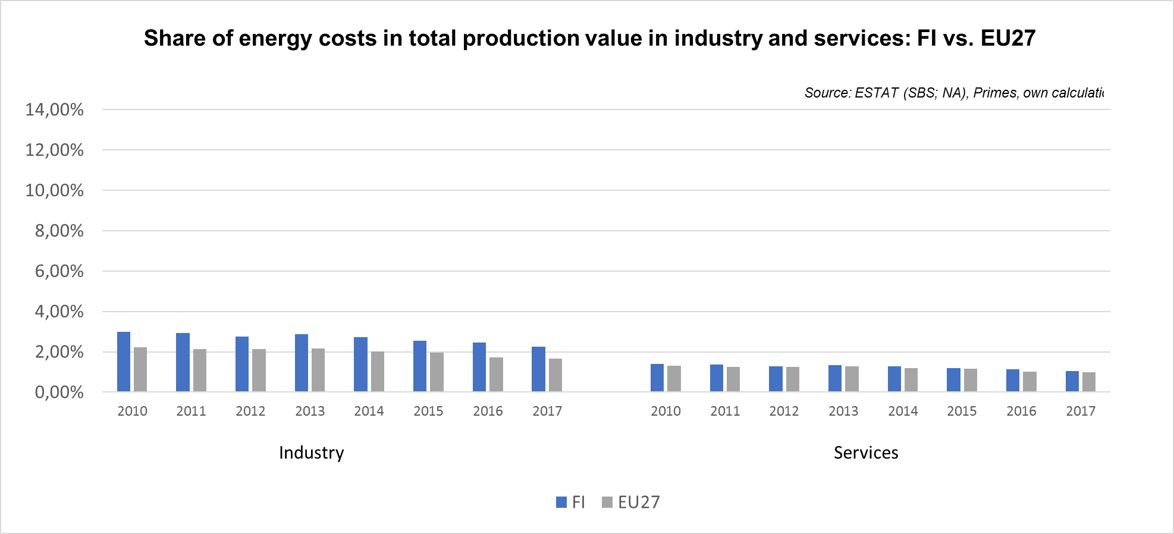 Share of energy costs in total production value in industry and services: FI vs. EU27
Source: ESTAT (SBS; NA), Primes, own calculatic
14,00%
12,00%
10,00%
8,00%
6,00%
4,00%
2,00%
0,00%
2010 2011 2012 2013 2014 2015 2016 2017 2010 2011 2012 2013 2014 2015 2016 2017
Industry Services
FI EU27